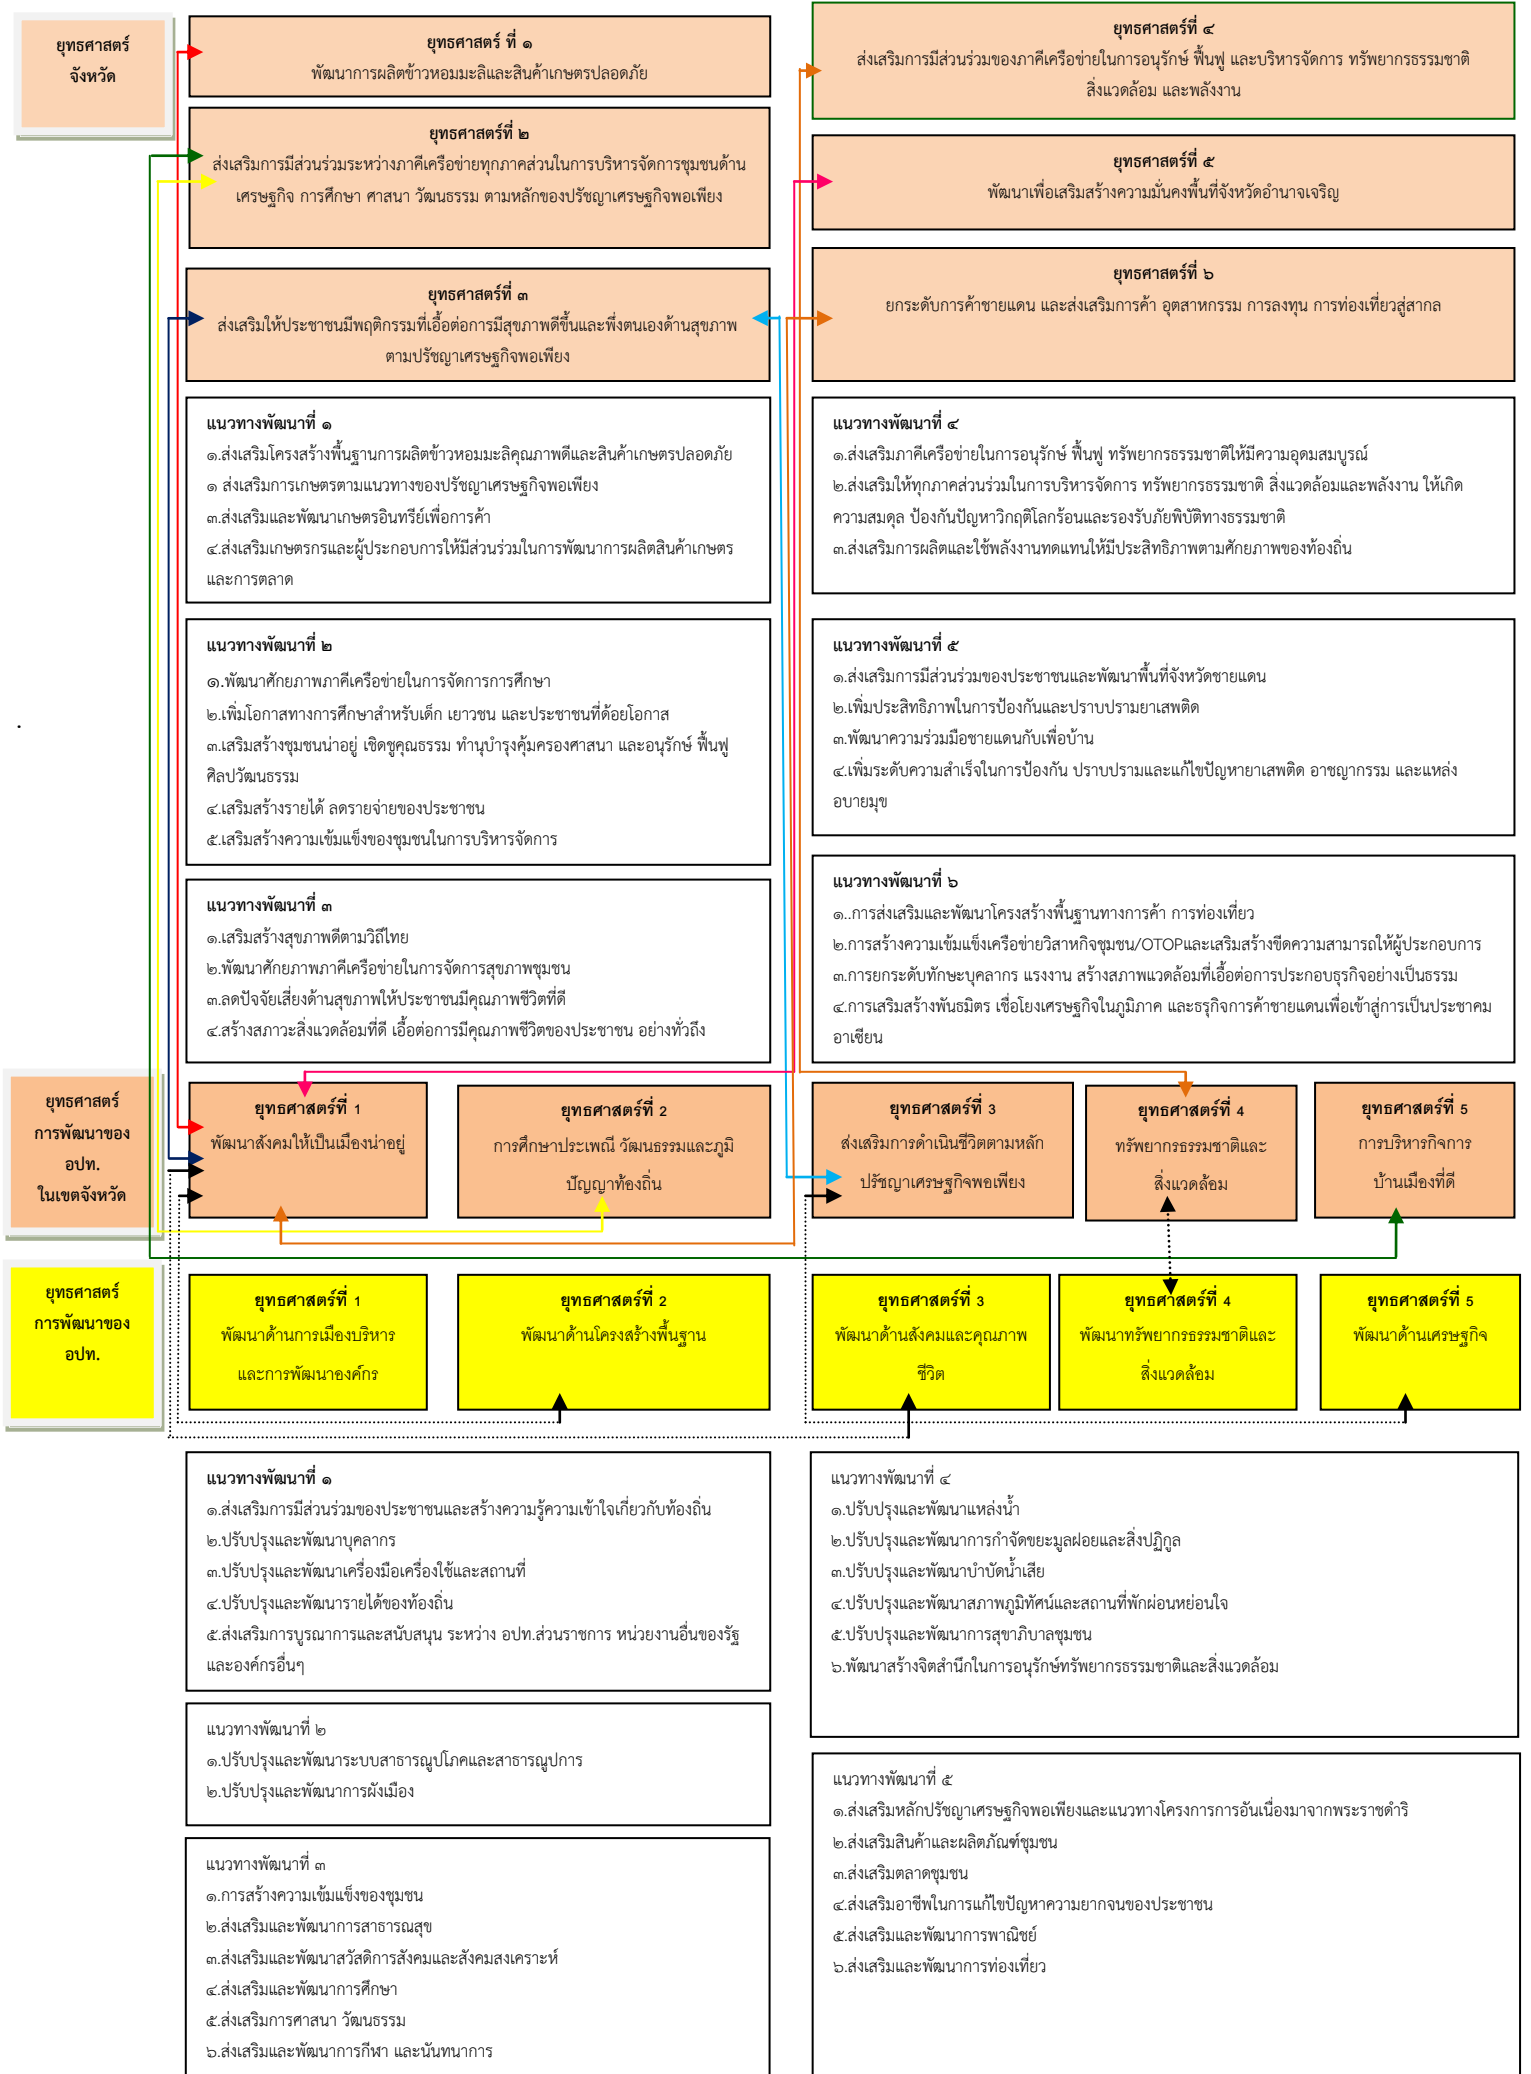 ยุทธศาสตร์
จังหวัด
ยุทธศาสตร์ ที่ ๑
พัฒนาการผลิตข้าวหอมมะลิและสินค้าเกษตรปลอดภัย
ยุทธศาสตร์ที่ ๒
ส่งเสริมการมีส่วนร่วมระหว่างภาคีเครือข่ายทุกภาคส่วนในการบริหารจัดการชุมชนด้าน
เศรษฐกิจ การศึกษา ศาสนา วัฒนธรรม ตามหลักของปรัชญาเศรษฐกิจพอเพียง
ยุทธศาสตร์ที่ ๓
ส่งเสริมให้ประชาชนมีพฤติกรรมที่เอื้อต่อการมีสุขภาพดีขึ้นและพึ่งตนเองด้านสุขภาพ
ตามปรัชญาเศรษฐกิจพอเพียง
ยุทธศาสตร์ที่ ๔
ส่งเสริมการมีส่วนร่วมของภาคีเครือข่ายในการอนุรักษ์ ฟื้นฟู และบริหารจัดการ ทรัพยากรธรรมชาติ
สิ่งแวดล้อม และพลังงาน
ยุทธศาสตร์ที่ ๕
พัฒนาเพื่อเสริมสร้างความมั่นคงพื้นที่จังหวัดอำนาจเจริญ
ยุทธศาสตร์ที่ ๖
ยกระดับการค้าชายแดน และส่งเสริมการค้า อุตสาหกรรม การลงทุน การท่องเที่ยวสู่สากล
แนวทางพัฒนาที่ ๑
๑.ส่งเสริมโครงสร้างพื้นฐานการผลิตข้าวหอมมะลิคุณภาพดีและสินค้าเกษตรปลอดภัย
๑ ส่งเสริมการเกษตรตามแนวทางของปรัชญาเศรษฐกิจพอเพียง
๓.ส่งเสริมและพัฒนาเกษตรอินทรีย์เพื่อการค้า
๔.ส่งเสริมเกษตรกรและผู้ประกอบการให้มีส่วนร่วมในการพัฒนาการผลิตสินค้าเกษตร
และการตลาด
แนวทางพัฒนาที่ ๒
๑.พัฒนาศักยภาพภาคีเครือข่ายในการจัดการการศึกษา
๒.เพิ่มโอกาสทางการศึกษาสำหรับเด็ก เยาวชน และประชาชนที่ด้อยโอกาส
๓.เสริมสร้างชุมชนน่าอยู่ เชิดชูคุณธรรม ทำนุบำรุงคุ้มครองศาสนา และอนุรักษ์ ฟื้นฟู
ศิลปวัฒนธรรม
๔.เสริมสร้างรายได้ ลดรายจ่ายของประชาชน
๕.เสริมสร้างความเข้มแข็งของชุมชนในการบริหารจัดการ
แนวทางพัฒนาที่ ๓
๑.เสริมสร้างสุขภาพดีตามวิถีไทย
๒.พัฒนาศักยภาพภาคีเครือข่ายในการจัดการสุขภาพชุมชน
๓.ลดปัจจัยเสี่ยงด้านสุขภาพให้ประชาชนมีคุณภาพชีวิตที่ดี
๔.สร้างสภาวะสิ่งแวดล้อมที่ดี เอื้อต่อการมีคุณภาพชีวิตของประชาชน อย่างทั่วถึง
แนวทางพัฒนาที่ ๔
๑.ส่งเสริมภาคีเครือข่ายในการอนุรักษ์ ฟื้นฟู ทรัพยากรธรรมชาติให้มีความอุดมสมบูรณ์
๒.ส่งเสริมให้ทุกภาคส่วนร่วมในการบริหารจัดการ ทรัพยากรธรรมชาติ สิ่งแวดล้อมและพลังงาน ให้เกิด
ความสมดุล ป้องกันปัญหาวิกฤติโลกร้อนและรองรับภัยพิบัติทางธรรมชาติ
๓.ส่งเสริมการผลิตและใช้พลังงานทดแทนให้มีประสิทธิภาพตามศักยภาพของท้องถิ่น
แนวทางพัฒนาที่ ๕
๑.ส่งเสริมการมีส่วนร่วมของประชาชนและพัฒนาพื้นที่จังหวัดชายแดน
๒.เพิ่มประสิทธิภาพในการป้องกันและปราบปรามยาเสพติด
๓.พัฒนาความร่วมมือชายแดนกับเพื่อบ้าน
๔.เพิ่มระดับความสำเร็จในการป้องกัน ปราบปรามและแก้ไขปัญหายาเสพติด อาชญากรรม และแหล่ง
อบายมุข
แนวทางพัฒนาที่ ๖
๑..การส่งเสริมและพัฒนาโครงสร้างพื้นฐานทางการค้า การท่องเที่ยว
๒.การสร้างความเข้มแข็งเครือข่ายวิสาหกิจชุมชน/OTOPและเสริมสร้างขีดความสามารถให้ผู้ประกอบการ
๓.การยกระดับทักษะบุคลากร แรงงาน สร้างสภาพแวดล้อมที่เอื้อต่อการประกอบธุรกิจอย่างเป็นธรรม
๔.การเสริมสร้างพันธมิตร เชื่อโยงเศรษฐกิจในภูมิภาค และธรุกิจการค้าชายแดนเพื่อเข้าสู่การเป็นประชาคม
อาเซียน
ยุทธศาสตร์
การพัฒนาของ
อปท.
ในเขตจังหวัด
ยุทธศาสตร์ที่ 1
พัฒนาสังคมให้เป็นเมืองน่าอยู่
ยุทธศาสตร์ที่ 2
การศึกษาประเพณี วัฒนธรรมและภูมิ
ปัญญาท้องถิ่น
ยุทธศาสตร์ที่ 3
ส่งเสริมการดำเนินชีวิตตามหลัก
ปรัชญาเศรษฐกิจพอเพียง
ยุทธศาสตร์ที่ 4
ทรัพยากรธรรมชาติและ
สิ่งแวดล้อม
ยุทธศาสตร์ที่ 5
การบริหารกิจการ
บ้านเมืองที่ดี
ยุทธศาสตร์
การพัฒนาของ
อปท.
ยุทธศาสตร์ที่ 1
พัฒนาด้านการเมืองบริหาร
และการพัฒนาองค์กร
ยุทธศาสตร์ที่ 2
พัฒนาด้านโครงสร้างพื้นฐาน
ยุทธศาสตร์ที่ 3
พัฒนาด้านสังคมและคุณภาพ
ชีวิต
ยุทธศาสตร์ที่ 4
พัฒนาทรัพยากรธรรมชาติและ
สิ่งแวดล้อม
ยุทธศาสตร์ที่ 5
พัฒนาด้านเศรษฐกิจ
แนวทางพัฒนาที่ ๑
๑.ส่งเสริมการมีส่วนร่วมของประชาชนและสร้างความรู้ความเข้าใจเกี่ยวกับท้องถิ่น
๒.ปรับปรุงและพัฒนาบุคลากร
๓.ปรับปรุงและพัฒนาเครื่องมือเครื่องใช้และสถานที่
๔.ปรับปรุงและพัฒนารายได้ของท้องถิ่น
๕.ส่งเสริมการบูรณาการและสนับสนุน ระหว่าง อปท.ส่วนราชการ หน่วยงานอื่นของรัฐ
และองค์กรอื่นๆ
แนวทางพัฒนาที่ ๒
๑.ปรับปรุงและพัฒนาระบบสาธารณูปโภคและสาธารณูปการ
๒.ปรับปรุงและพัฒนาการผังเมือง
แนวทางพัฒนาที่ ๓
๑.การสร้างความเข้มแข็งของชุมชน
๒.ส่งเสริมและพัฒนาการสาธารณสุข
๓.ส่งเสริมและพัฒนาสวัสดิการสังคมและสังคมสงเคราะห์
๔.ส่งเสริมและพัฒนาการศึกษา
๕.ส่งเสริมการศาสนา วัฒนธรรม
๖.ส่งเสริมและพัฒนาการกีฬา และนันทนาการ
แนวทางพัฒนาที่ ๔
๑.ปรับปรุงและพัฒนาแหล่งน้ำ
๒.ปรับปรุงและพัฒนาการกำจัดขยะมูลฝอยและสิ่งปฏิกูล
๓.ปรับปรุงและพัฒนาบำบัดน้ำเสีย
๔.ปรับปรุงและพัฒนาสภาพภูมิทัศน์และสถานที่พักผ่อนหย่อนใจ
๕.ปรับปรุงและพัฒนาการสุขาภิบาลชุมชน
๖.พัฒนาสร้างจิตสำนึกในการอนุรักษ์ทรัพยากรธรรมชาติและสิ่งแวดล้อม
แนวทางพัฒนาที่ ๕
๑.ส่งเสริมหลักปรัชญาเศรษฐกิจพอเพียงและแนวทางโครงการการอันเนื่องมาจากพระราชดำริ
๒.ส่งเสริมสินค้าและผลิตภัณฑ์ชุมชน
๓.ส่งเสริมตลาดชุมชน
๔.ส่งเสริมอาชีพในการแก้ไขปัญหาความยากจนของประชาชน
๕.ส่งเสริมและพัฒนาการพาณิชย์
๖.ส่งเสริมและพัฒนาการท่องเที่ยว